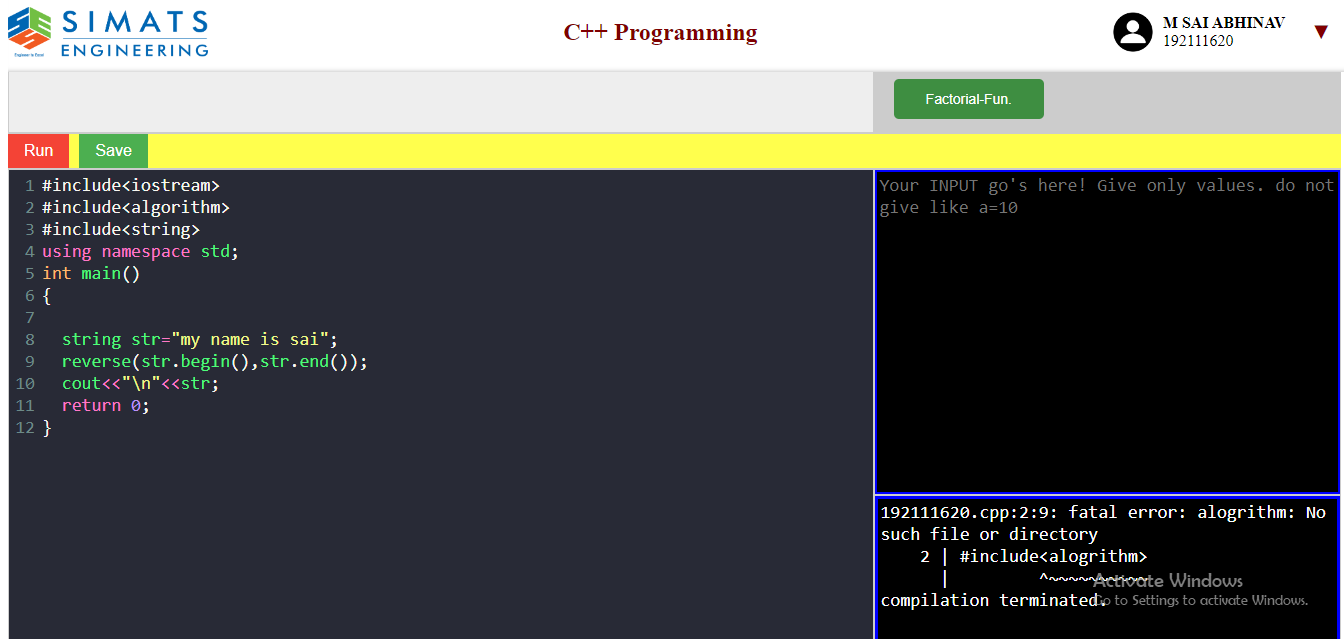 SIMATS
ENGINEERING
Engineer to Excel
C++ Programming
M SAI ABHINAV
192111620
▼
Factorial-Fun.
Run Save
1 #include<iostream>
2 #include<algorithm>
3 #include<string>
4 using namespace std;
5 int main()
6 {
7
8 string str="my name is sai";
9 reverse(str.begin(),str.end());
10 cout<<"\n"<<str;
11 return 0;
12 }
Your INPUT go's here! Give only values. do not
give like a=10
192111620.cpp:2:9: fatal error: alogrithm: No
such file or directory
2 | #include<alogrithm>
| ^~~~~~~~~~~
compilation terminated.
Activate Windows
Go to Settings to activate Windows.